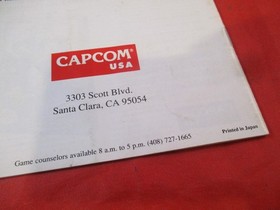 CAPCOM®
USA
3303 Scott Blvd.
Santa Clara, CA 95054
Printed in Japan
Game counselors available 8 a.m. to 5 p.m. (408) 727-1665